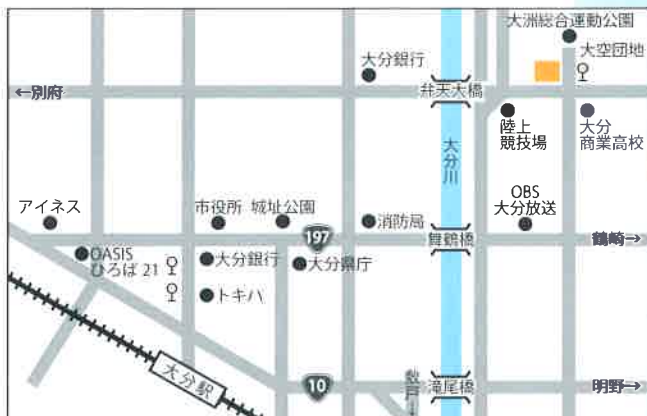 大洲総合運動公園
大分銀行
大空団地
←別府
弁天大橋
陸上
競技場
大分
商業高校
大分川
アイネス
市役所
城址公園
消防局
OBS
大分放送
197
舞鶴橋
鶴崎→
OASIS
ひろば 21
大分銀行
大分県庁
トキハ
大分駅
10
敷戸→
滝尾橋
明野→